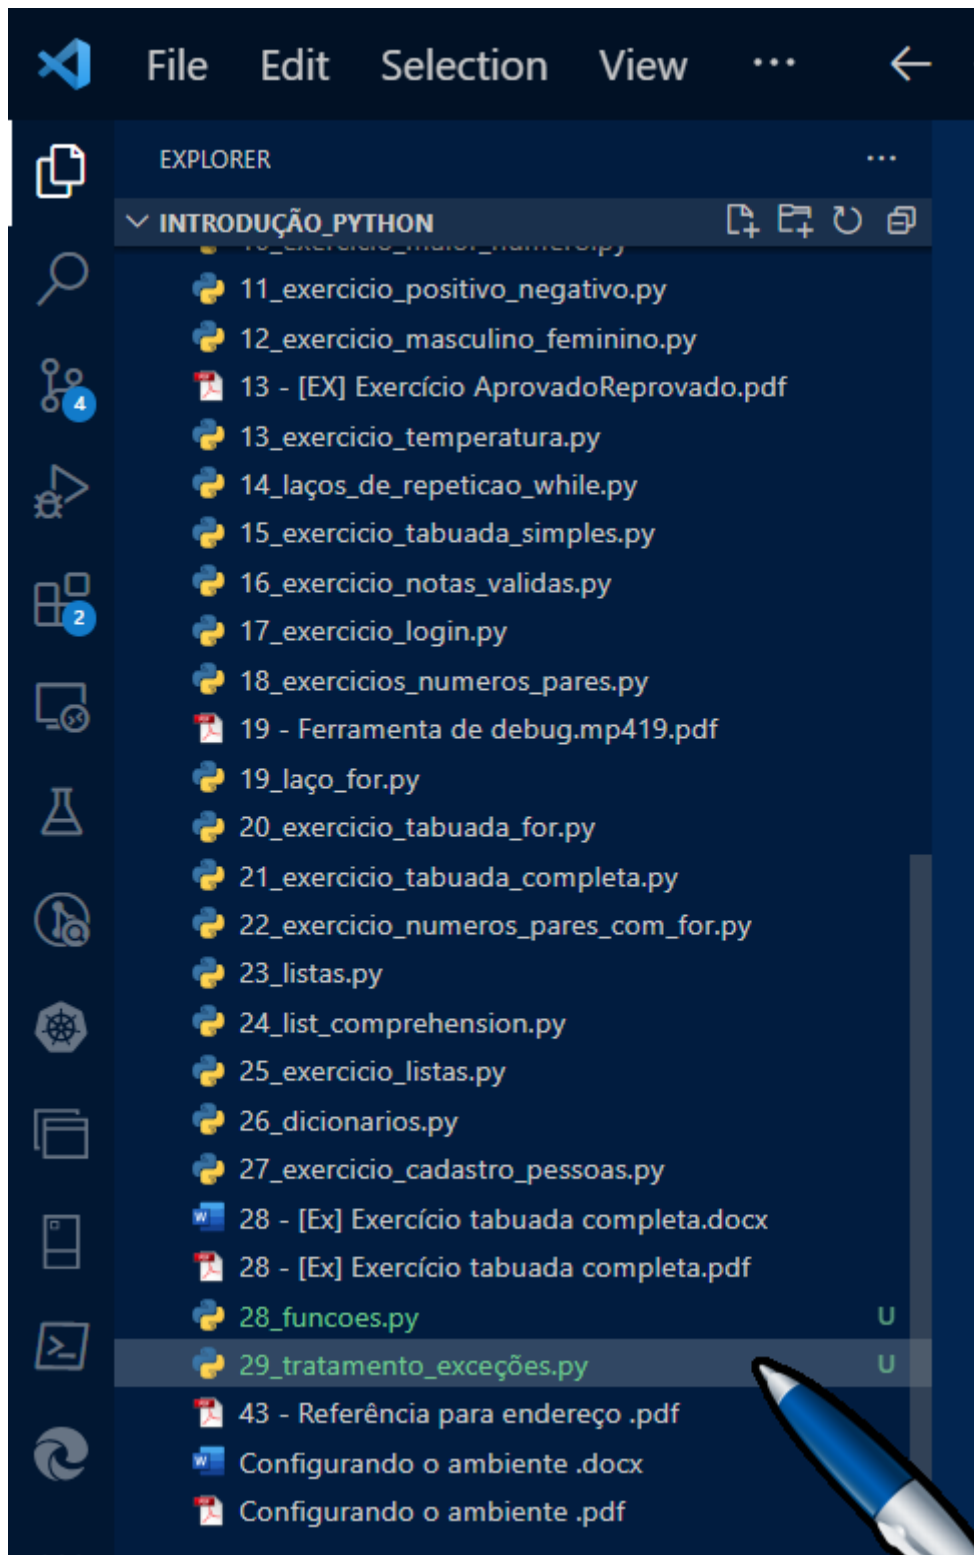 File Edit Selection View ··· ←
EXPLORER ···
INTRODUÇÃO_PYTHON
11_exercicio_positivo_negativo.py
12_exercicio_masculino_feminino.py
13 - [EX] Exercício AprovadoReprovado.pdf
4
13_exercicio_temperatura.py
14_laços_de_repeticao_while.py
15_exercicio_tabuada_simples.py
16_exercicio_notas_validas.py
2
17_exercicio_login.py
18_exercicios_numeros_pares.py
19 - Ferramenta de debug.mp419.pdf
19_laço_for.py
20_exercicio_tabuada_for.py
21_exercicio_tabuada_completa.py
22_exercicio_numeros_pares_com_for.py
23_listas.py
24_list_comprehension.py
25_exercicio_listas.py
26_dicionarios.py
27_exercicio_cadastro_pessoas.py
28 - [Ex] Exercício tabuada completa.docx
28 - [Ex] Exercício tabuada completa.pdf
28_funcoes.py U
29_tratamento_exceções.py U
43 - Referência para endereço .pdf
Configurando o ambiente .docx
Configurando o ambiente .pdf